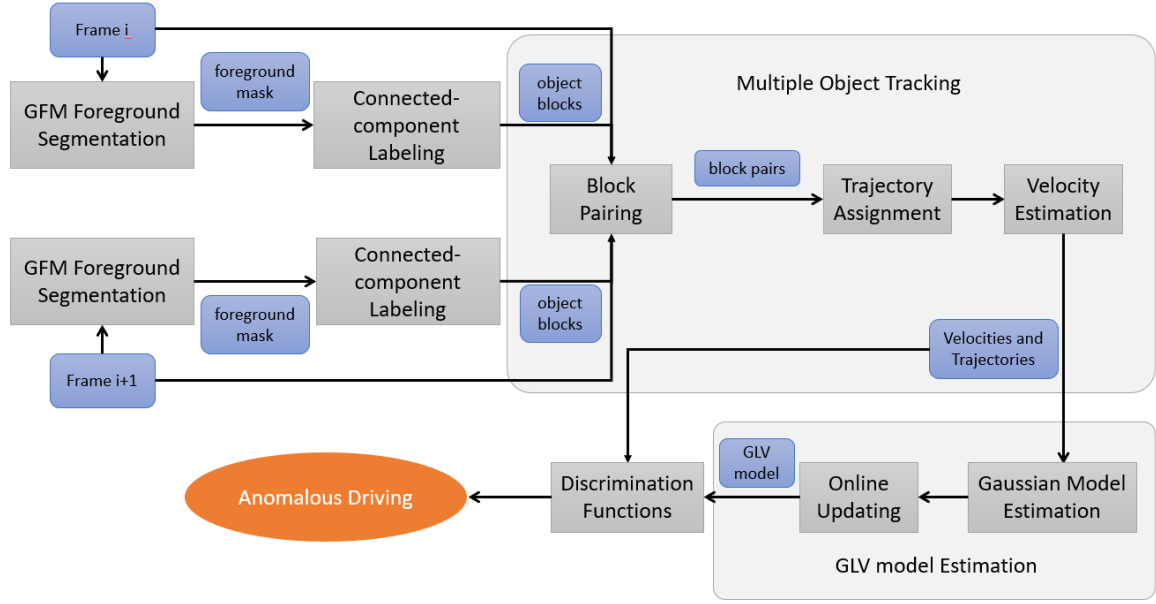 Frame i
foreground
mask
GFM Foreground
Segmentation
Connected-
component
Labeling
object
blocks
Multiple Object Tracking
Block
Pairing
block pairs
Trajectory
Assignment
Velocity
Estimation
GFM Foreground
Segmentation
foreground
mask
Connected-
component
Labeling
object
blocks
Frame i+1
Velocities and
Trajectories
Anomalous Driving
Discrimination
Functions
GLV
model
Online
Updating
Gaussian Model
Estimation
GLV model Estimation